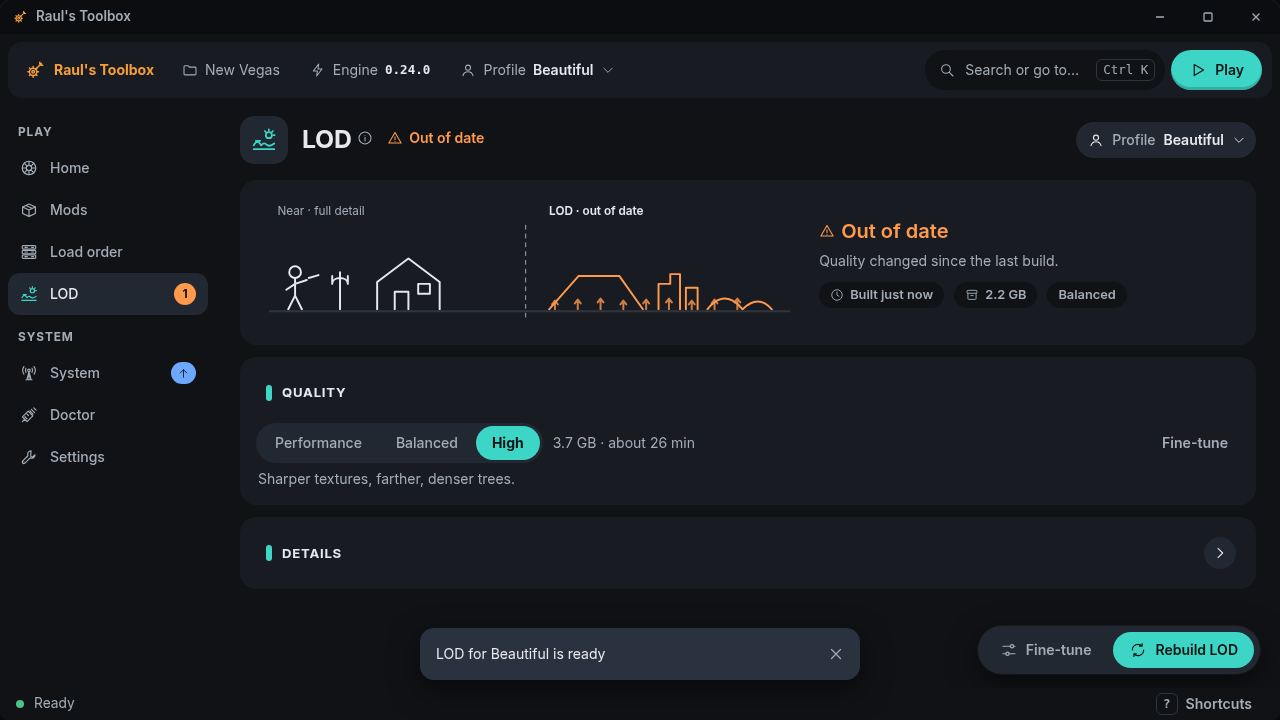 Raul's Toolbox
Raul's Toolbox New Vegas Engine 0.24.0 Profile Beautiful Search or go to... Ctrl K Play
PLAY
Home
Mods
Load order
LOD 1
SYSTEM
System
Doctor
Settings
LOD Out of date Profile Beautiful
Near · full detail LOD · out of date
Out of date
Quality changed since the last build.
Built just now 2.2 GB Balanced
QUALITY
Performance Balanced High 3.7 GB · about 26 min Fine-tune
Sharper textures, farther, denser trees.
DETAILS
LOD for Beautiful is ready
Fine-tune Rebuild LOD
Ready ? Shortcuts